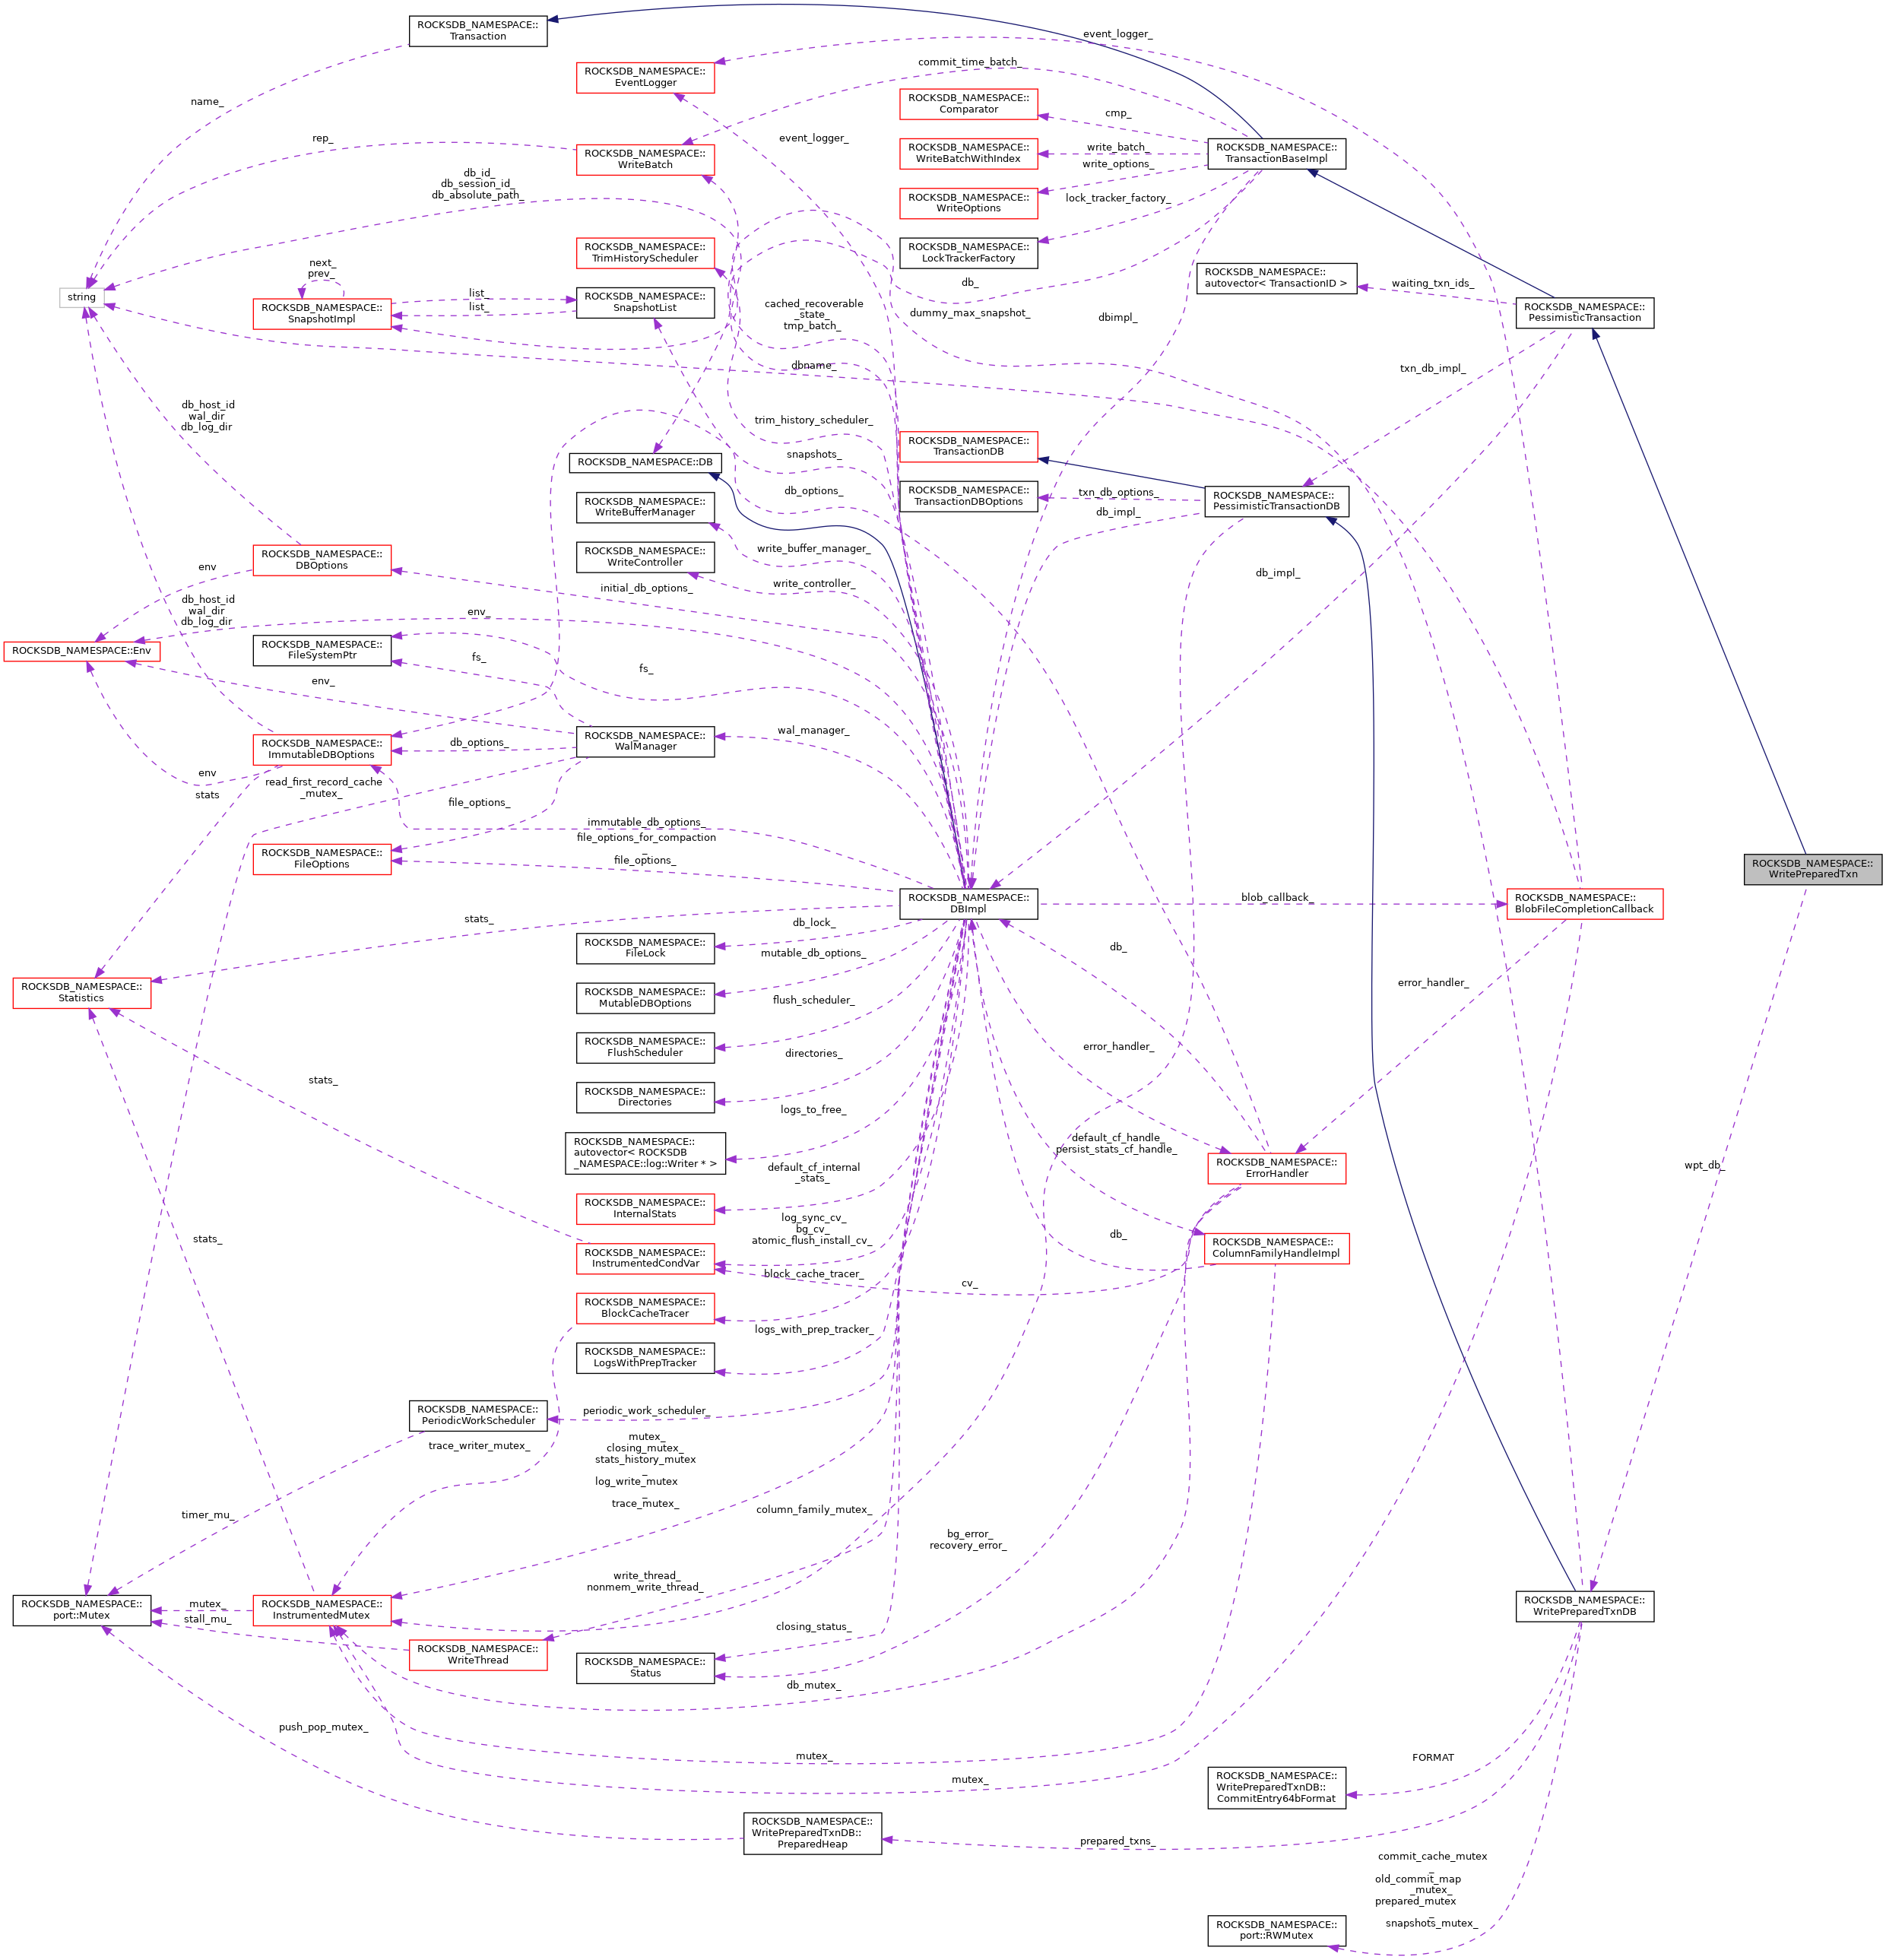 ROCKSDB_NAMESPACE::
Transaction
event_logger_
commit_time_batch_
ROCKSDB_NAMESPACE::
EventLogger
name_
ROCKSDB_NAMESPACE::
Comparator
cmp_
rep_
event_logger_
ROCKSDB_NAMESPACE::
WriteBatch
ROCKSDB_NAMESPACE::
WriteBatchWithIndex
write_batch_
ROCKSDB_NAMESPACE::
TransactionBaseImpl
write_options_
db_id_
db_session_id_
db_absolute_path_
ROCKSDB_NAMESPACE::
WriteOptions
lock_tracker_factory_
ROCKSDB_NAMESPACE::
TrimHistoryScheduler
ROCKSDB_NAMESPACE::
LockTrackerFactory
next_
prev_
ROCKSDB_NAMESPACE::
autovector< TransactionID >
waiting_txn_ids_
db_
string
ROCKSDB_NAMESPACE::
SnapshotImpl
list_
list_
ROCKSDB_NAMESPACE::
SnapshotList
cached_recoverable
_state_
tmp_batch_
dummy_max_snapshot_
dbimpl_
ROCKSDB_NAMESPACE::
PessimisticTransaction
dbname_
txn_db_impl_
db_host_id
wal_dir
db_log_dir
trim_history_scheduler_
ROCKSDB_NAMESPACE::
TransactionDB
ROCKSDB_NAMESPACE::DB
snapshots_
db_options_
ROCKSDB_NAMESPACE::
TransactionDBOptions
txn_db_options_
ROCKSDB_NAMESPACE::
PessimisticTransactionDB
db_impl_
ROCKSDB_NAMESPACE::
WriteBufferManager
write_buffer_manager_
ROCKSDB_NAMESPACE::
WriteController
write_controller_
db_impl_
ROCKSDB_NAMESPACE::
DBOptions
env
initial_db_options_
db_host_id
wal_dir
db_log_dir
env_
ROCKSDB_NAMESPACE::Env
ROCKSDB_NAMESPACE::
FileSystemPtr
fs_
fs_
env_
ROCKSDB_NAMESPACE::
WalManager
wal_manager_
ROCKSDB_NAMESPACE::
ImmutableDBOptions
db_options_
env
stats
read_first_record_cache
_mutex_
file_options_
immutable_db_options_
file_options_for_compaction
_
file_options_
ROCKSDB_NAMESPACE::
FileOptions
ROCKSDB_NAMESPACE::
WritePreparedTxn
ROCKSDB_NAMESPACE::
DBImpl
blob_callback_
ROCKSDB_NAMESPACE::
BlobFileCompletionCallback
stats_
db_lock_
ROCKSDB_NAMESPACE::
FileLock
mutable_db_options_
db_
ROCKSDB_NAMESPACE::
Statistics
ROCKSDB_NAMESPACE::
MutableDBOptions
error_handler_
flush_scheduler_
ROCKSDB_NAMESPACE::
FlushScheduler
error_handler_
directories_
stats_
ROCKSDB_NAMESPACE::
Directories
logs_to_free_
ROCKSDB_NAMESPACE::
autovector< ROCKSDB
_NAMESPACE::log::Writer * >
default_cf_handle_
persist_stats_cf_handle_
ROCKSDB_NAMESPACE::
ErrorHandler
wpt_db_
default_cf_internal
_stats_
ROCKSDB_NAMESPACE::
InternalStats
stats_
log_sync_cv_
bg_cv_
atomic_flush_install_cv_
db_
ROCKSDB_NAMESPACE::
ColumnFamilyHandleImpl
ROCKSDB_NAMESPACE::
InstrumentedCondVar
block_cache_tracer_
cv_
ROCKSDB_NAMESPACE::
BlockCacheTracer
logs_with_prep_tracker_
ROCKSDB_NAMESPACE::
LogsWithPrepTracker
ROCKSDB_NAMESPACE::
PeriodicWorkScheduler
periodic_work_scheduler_
trace_writer_mutex_
mutex_
closing_mutex_
stats_history_mutex
_
log_write_mutex
_
trace_mutex_
timer_mu_
column_family_mutex_
bg_error_
recovery_error_
write_thread_
nonmem_write_thread_
ROCKSDB_NAMESPACE::
port::Mutex
mutex_
stall_mu_
ROCKSDB_NAMESPACE::
InstrumentedMutex
ROCKSDB_NAMESPACE::
WritePreparedTxnDB
closing_status_
ROCKSDB_NAMESPACE::
WriteThread
ROCKSDB_NAMESPACE::
Status
db_mutex_
push_pop_mutex_
mutex_
FORMAT
mutex_
ROCKSDB_NAMESPACE::
WritePreparedTxnDB::
CommitEntry64bFormat
ROCKSDB_NAMESPACE::
WritePreparedTxnDB::
PreparedHeap
prepared_txns_
commit_cache_mutex
_
old_commit_map
_mutex_
prepared_mutex
_
snapshots_mutex_
ROCKSDB_NAMESPACE::
port::RWMutex